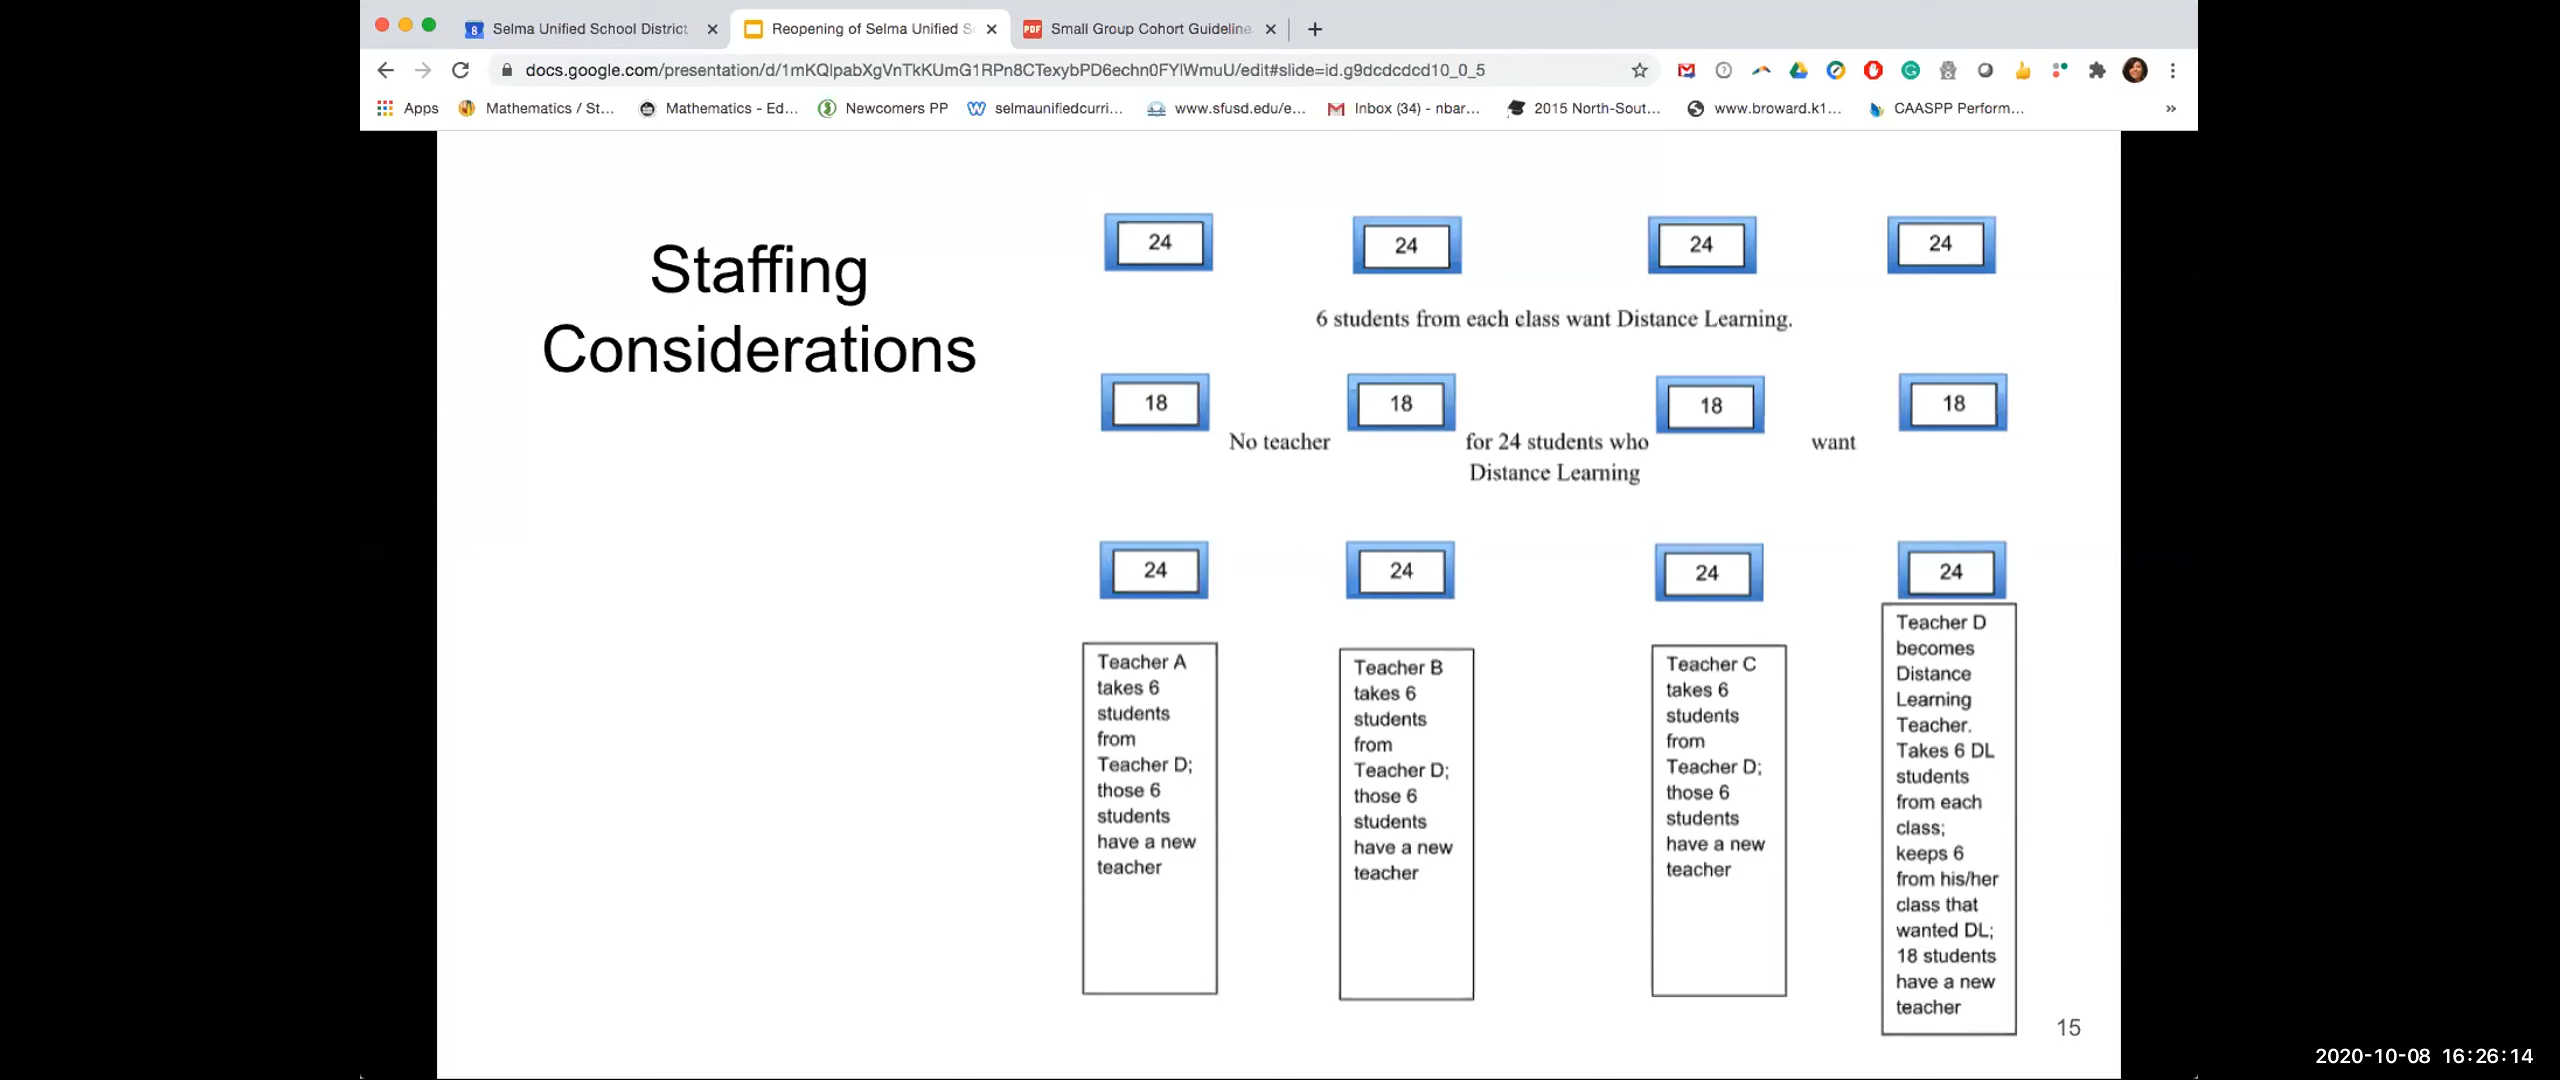 Selma Unified School District
Reopening of Selma Unified S
PDF
Small Group Cohort Guideline
docs.google.com/presentation/d/1mKQlpabXgVnTkKUmG1RPn8CTexybPD6echn0FYlWmuU/edit#slide=id.g9dcdcdcd10_0_5
Apps
Mathematics / St...
Mathematics - Ed...
Newcomers PP
selmaunifiedcurri...
www.sfusd.edu/e...
Inbox (34) - nbar...
2015 North-Sout...
www.broward.k1...
CAASPP Perform...
»
Staffing
Considerations
24 24 24 24
6 students from each class want Distance Learning.
18 18 18 18
No teacher for 24 students who want
Distance Learning
24 24 24 24
Teacher A
takes 6
students
from
Teacher D;
those 6
students
have a new
teacher
Teacher B
takes 6
students
from
Teacher D;
those 6
students
have a new
teacher
Teacher C
takes 6
students
from
Teacher D;
those 6
students
have a new
teacher
Teacher D
becomes
Distance
Learning
Teacher.
Takes 6 DL
students
from each
class;
keeps 6
from his/her
class that
wanted DL;
18 students
have a new
teacher
15
2020-10-08 16:26:14